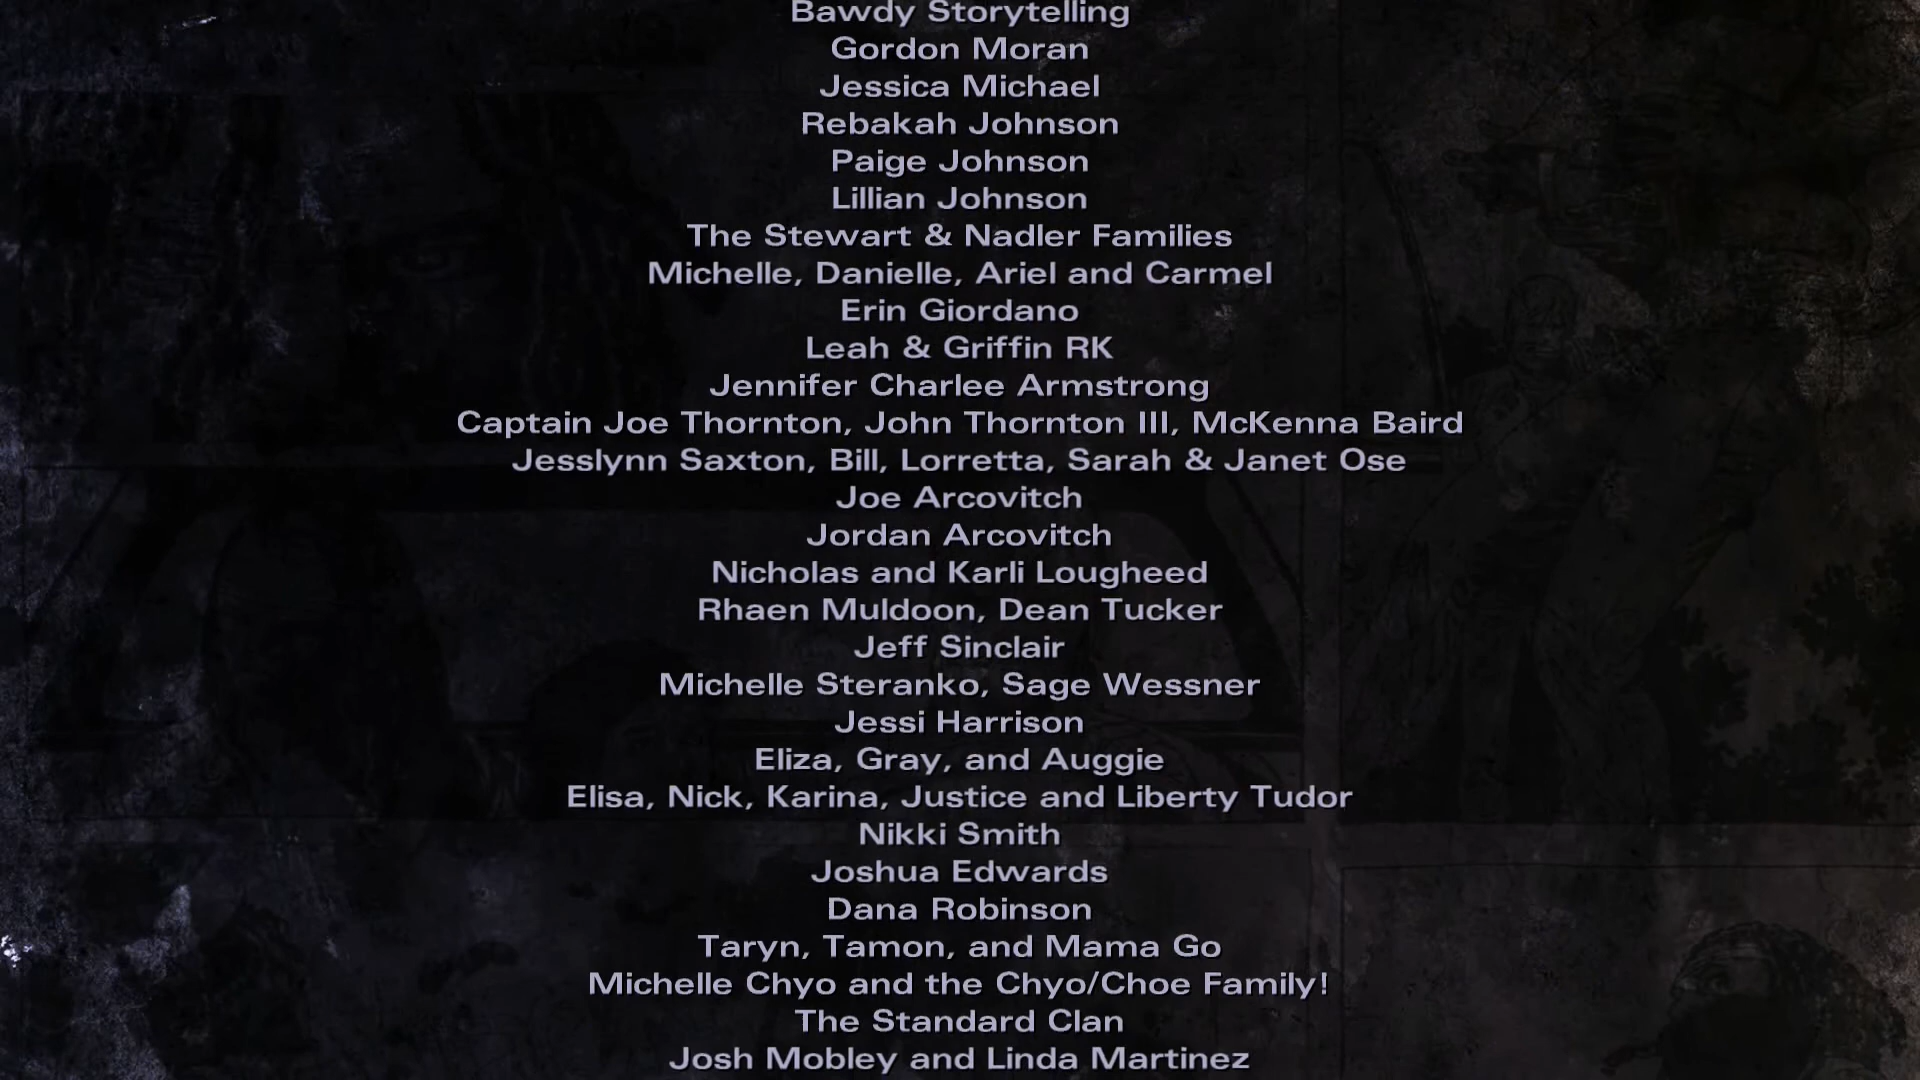 Bawdy Storytelling
Gordon Moran
Jessica Michael
Rebakah Johnson
Paige Johnson
Lillian Johnson
The Stewart & Nadler Families
Michelle, Danielle, Ariel and Carmel
Erin Giordano
Leah & Griffin RK
Jennifer Charlee Armstrong
Captain Joe Thornton, John Thornton III, McKenna Baird
Jesslynn Saxton, Bill, Lorretta, Sarah & Janet Ose
Joe Arcovitch
Jordan Arcovitch
Nicholas and Karli Lougheed
Rhaen Muldoon, Dean Tucker
Jeff Sinclair
Michelle Steranko, Sage Wessner
Jessi Harrison
Eliza, Gray, and Auggie
Elisa, Nick, Karina, Justice and Liberty Tudor
Nikki Smith
Joshua Edwards
Dana Robinson
Taryn, Tamon, and Mama Go
Michelle Chyo and the Chyo/Choe Family!
The Standard Clan
Josh Mobley and Linda Martinez